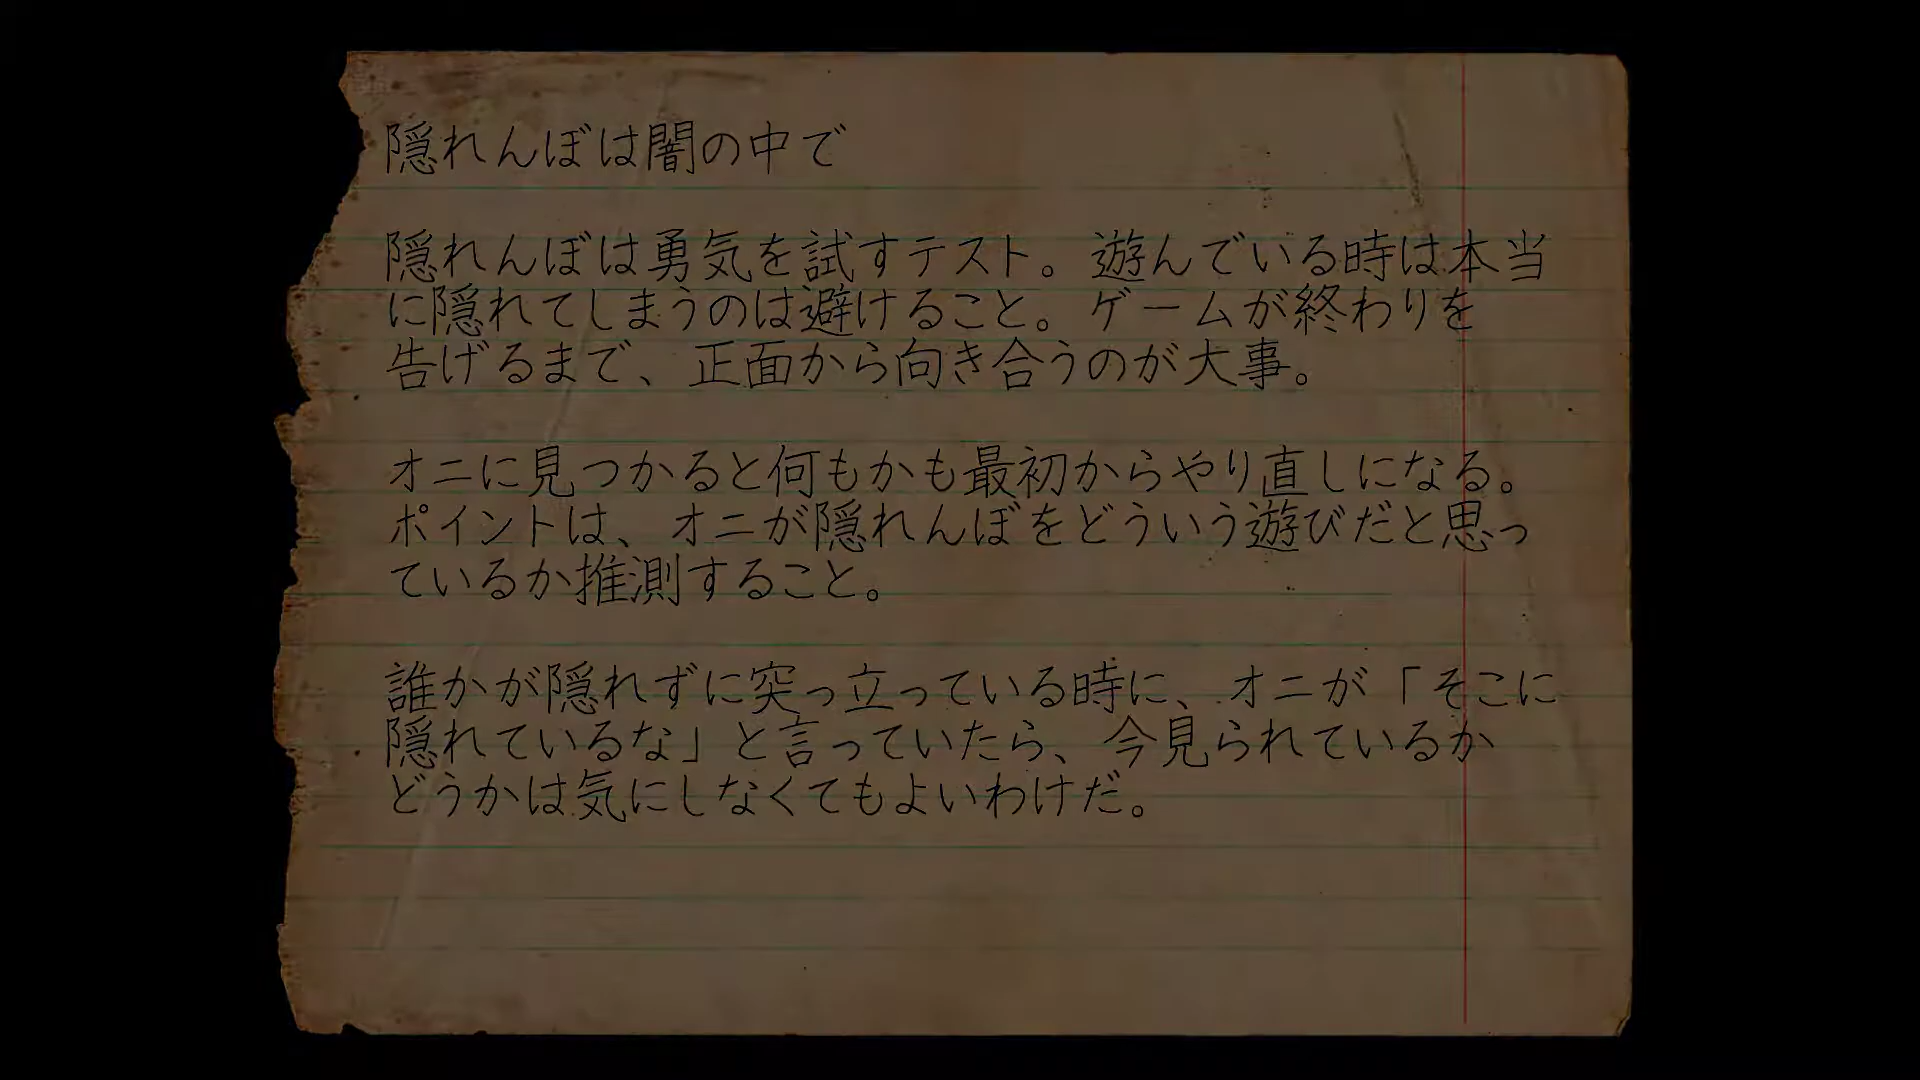 隠れんぼは闇の中で
隠れんぼは勇気を試すテスト。遊んでいる時は本当
に隠れてしまうのは避けること。ゲームが終わりを
告げるまで、正面から向き合うのが大事。
オニに見つかると何もかも最初からやり直しになる。
ポイントは、オニが隠れんぼをどういう遊びだと思っ
ているか推測すること。
誰かが隠れずに突っ立っている時に、オニが「そこに
隠れているな」と言っていたら、今見られているか
どうかは気にしなくてもよいわけだ。